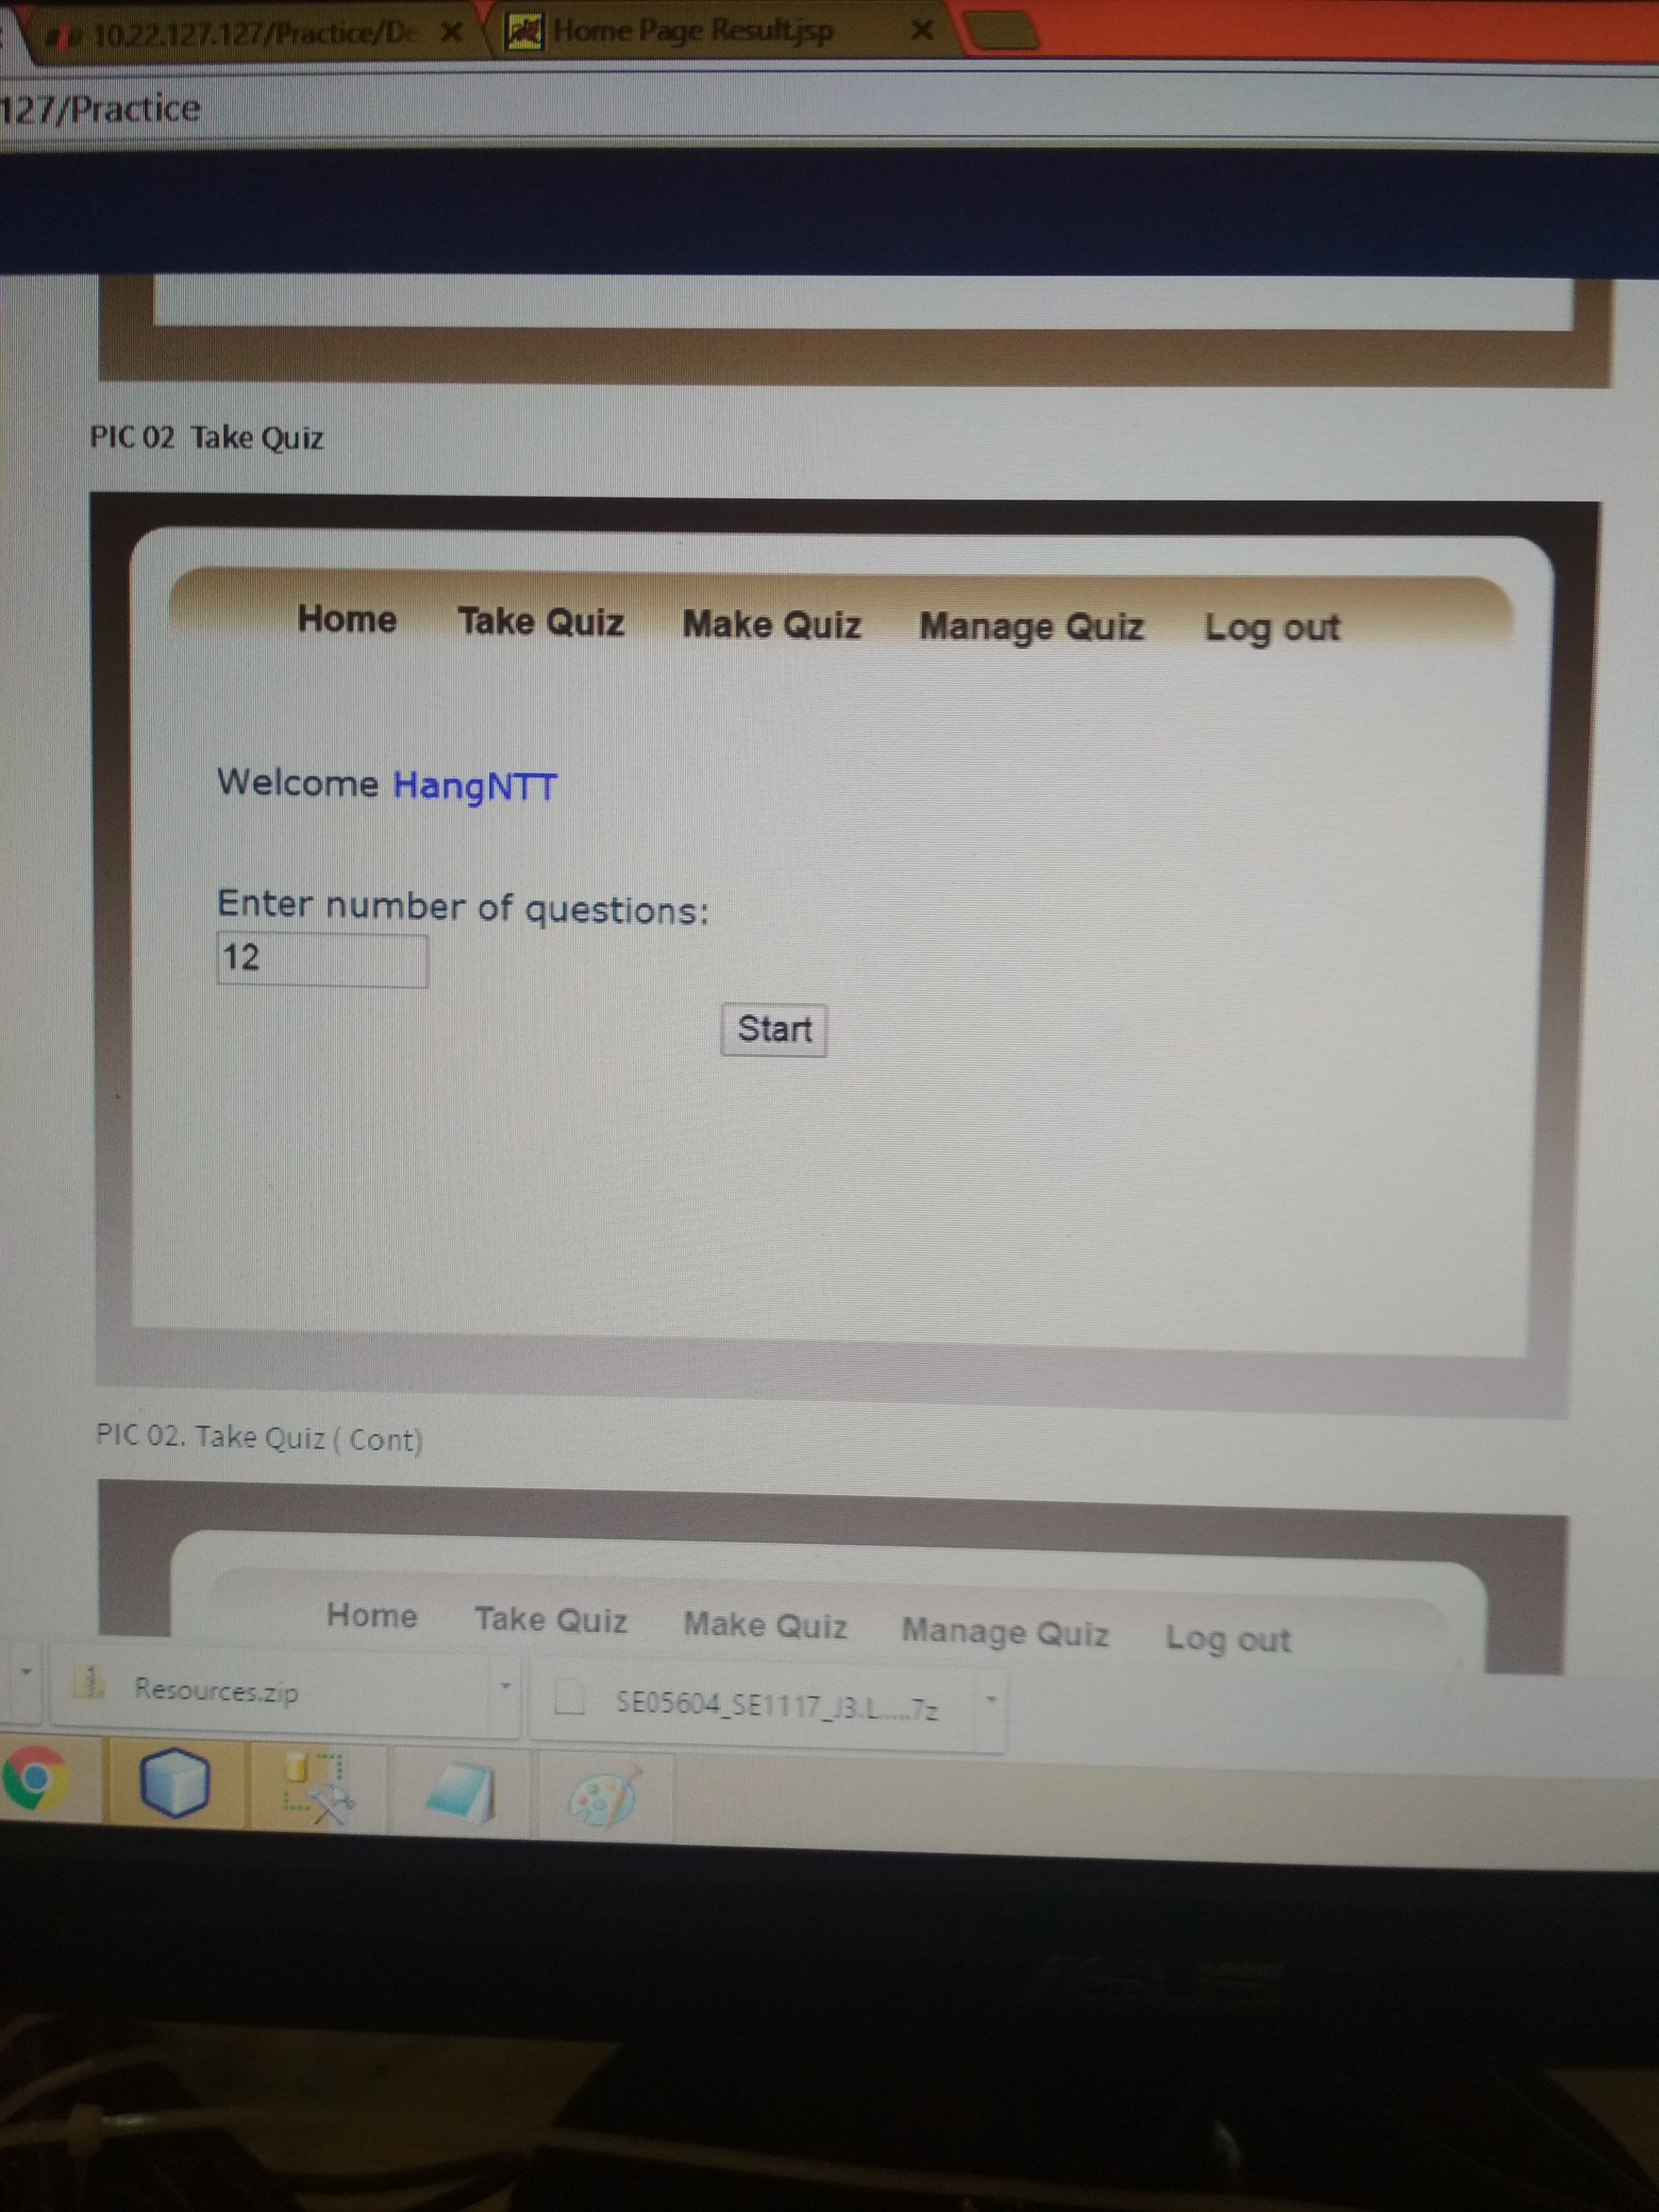 10.22.127.127/Practice/De
Home Page Result.jsp
127/Practice
PIC 02 Take Quiz
Home Take Quiz Make Quiz Manage Quiz Log out
Welcome HangNTT
Enter number of questions:
12
Start
PIC 02. Take Quiz ( Cont)
Home Take Quiz Make Quiz Manage Quiz Log out
Resources.zip
SE05604_SE1117_J3.L.....7z